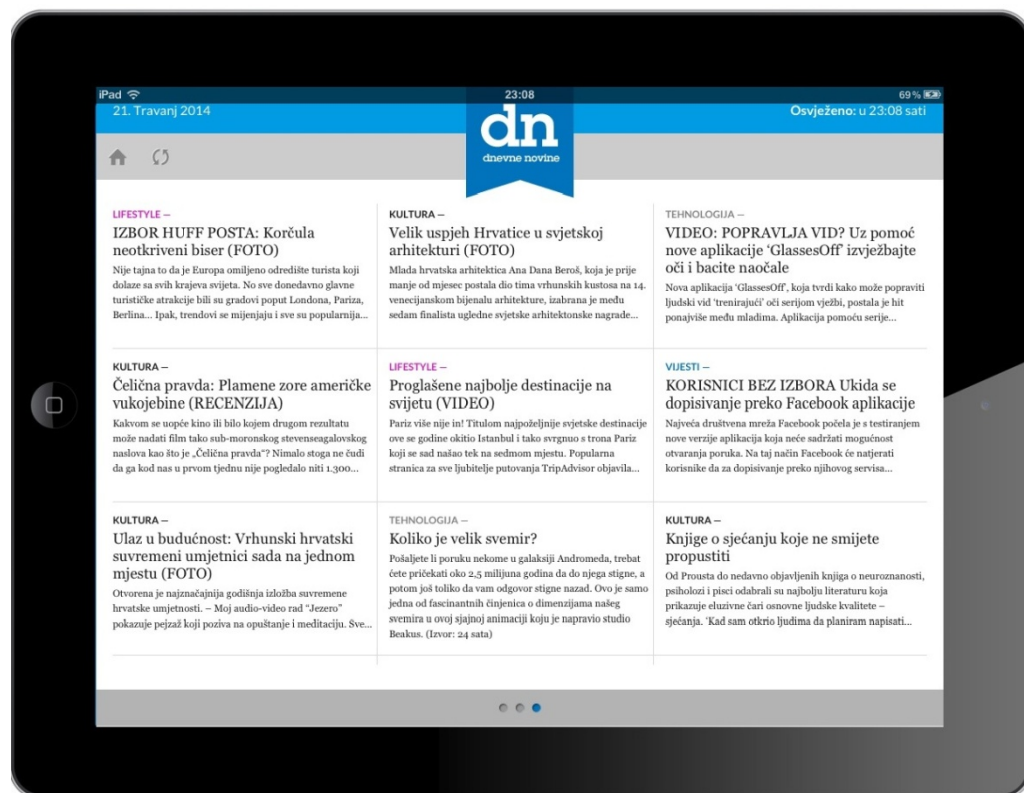 iPad 23:08 69 %
21. Travanj 2014
dn
dnevne novine
Osvježeno: u 23:08 sati
LIFESTYLE —
IZBOR HUFF POSTA: Korčula
neotkriveni biser (FOTO)
Nije tajna to da je Europa omiljeno odredište turista koji
dolaze sa svih krajeva svijeta. No sve donedavno glavne
turističke atrakcije bili su gradovi poput Londona, Pariza,
Berlina... Ipak, trendovi se mijenjaju i sve su popularnija...
KULTURA —
Velik uspjeh Hrvatice u svjetskoj
arhitekturi (FOTO)
Mlada hrvatska arhitektica Ana Dana Beroš, koja je prije
manje od mjesec postala dio tima vrhunskih kustosa na 14.
venecijanskom bijenalu arhitekture, izabrana je među
sedam finalista ugledne svjetske arhitektonske nagrade...
TEHNOLOGIJA —
VIDEO: POPRAVLJA VID? Uz pomoć
nove aplikacije ‘GlassesOff’ izvježbajte
oči i bacite naočale
Nova aplikacija ‘GlassesOff’, koja tvrdi kako može popraviti
ljudski vid ‘trenirajući’ oči serijom vježbi, postala je hit
ponajviše među mladima. Aplikacija pomoću serije...
KULTURA —
Čelična pravda: Plamene zore američke
vukojebine (RECENZIJA)
Kakvom se uopće kino ili bilo kojem drugom rezultatu
može nadati film tako sub-moronskog stevenseagalovskog
naslova kao što je „Čelična pravda“? Nimalo stoga ne čudi
da ga kod nas u prvom tjednu nije pogledalo niti 1.300...
LIFESTYLE —
Proglašene najbolje destinacije na
svijetu (VIDEO)
Pariz više nije in! Titulom najpoželjnije svjetske destinacije
ove se godine okitio Istanbul i tako svrgnuo s trona Pariz
koji se sad našao tek na sedmom mjestu. Popularna
stranica za sve ljubitelje putovanja TripAdvisor objavila...
VIJESTI —
KORISNICI BEZ IZBORA Ukida se
dopisivanje preko Facebook aplikacije
Najveća društvena mreža Facebook počela je s testiranjem
nove verzije aplikacija koja neće sadržati mogućnost
otvaranja poruka. Na taj način Facebook će natjerati
korisnike da za dopisivanje preko njihovog servisa...
KULTURA —
Ulaz u budućnost: Vrhunski hrvatski
suvremeni umjetnici sada na jednom
mjestu (FOTO)
Otvorena je najznačajnija godišnja izložba suvremene
hrvatske umjetnosti. – Moj audio-video rad “Jezero”
pokazuje pejzaž koji poziva na opuštanje i meditaciju. Sve...
TEHNOLOGIJA —
Koliko je velik svemir?
Pošaljete li poruku nekome u galaksiji Andromeda, trebat
ćete pričekati oko 2,5 milijuna godina da do njega stigne, a
potom još toliko da vam odgovor stigne nazad. Ovo je samo
jedna od fascinantnih činjenica o dimenzijama našeg
svemira u ovoj sjajnoj animaciji koju je napravio studio
Beakus. (Izvor: 24 sata)
KULTURA —
Knjige o sjećanju koje ne smijete
propustiti
Od Prousta do nedavno objavljenih knjiga o neuroznanosti,
psiholozi i pisci odabrali su najbolju literaturu koja
prikazuje eluzivne čari osnovne ljudske kvalitete –
sjećanja. ‘Kad sam otkrio ljudima da planiram napisati...